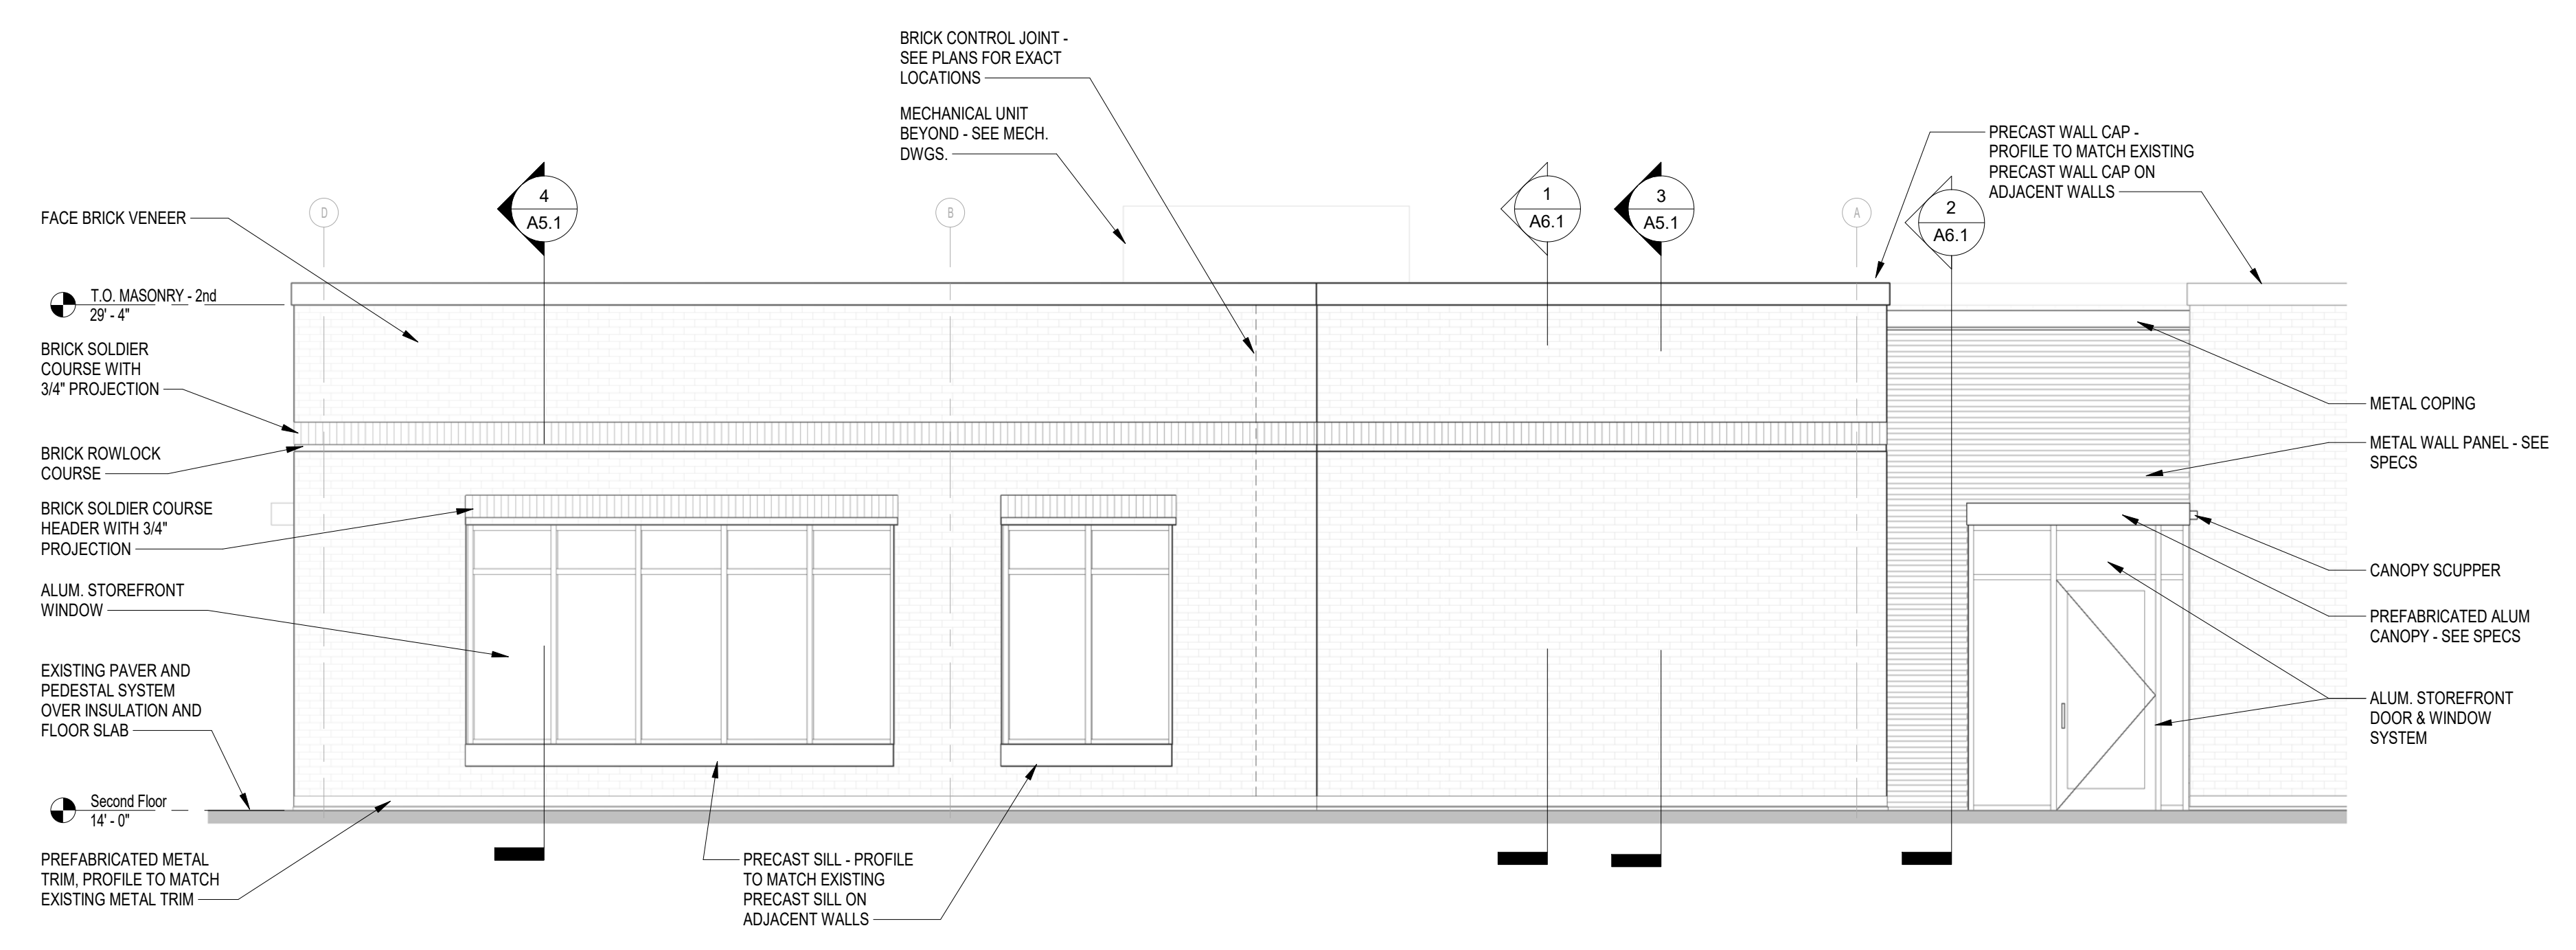 BRICK CONTROL JOINT -
SEE PLANS FOR EXACT
LOCATIONS
MECHANICAL UNIT
BEYOND - SEE MECH.
DWGS.
PRECAST WALL CAP -
PROFILE TO MATCH EXISTING
PRECAST WALL CAP ON
ADJACENT WALLS
D
4
A5.1
B
1
A6.1
3
A5.1
A
2
A6.1
FACE BRICK VENEER
T.O. MASONRY - 2nd
29' - 4"
BRICK SOLDIER
COURSE WITH
3/4" PROJECTION
BRICK ROWLOCK
COURSE
BRICK SOLDIER COURSE
HEADER WITH 3/4"
PROJECTION
ALUM. STOREFRONT
WINDOW
EXISTING PAVER AND
PEDESTAL SYSTEM
OVER INSULATION AND
FLOOR SLAB
Second Floor
14' - 0"
PREFABRICATED METAL
TRIM, PROFILE TO MATCH
EXISTING METAL TRIM
PRECAST SILL - PROFILE
TO MATCH EXISTING
PRECAST SILL ON
ADJACENT WALLS
METAL COPING
METAL WALL PANEL - SEE
SPECS
CANOPY SCUPPER
PREFABRICATED ALUM
CANOPY - SEE SPECS
ALUM. STOREFRONT
DOOR & WINDOW
SYSTEM